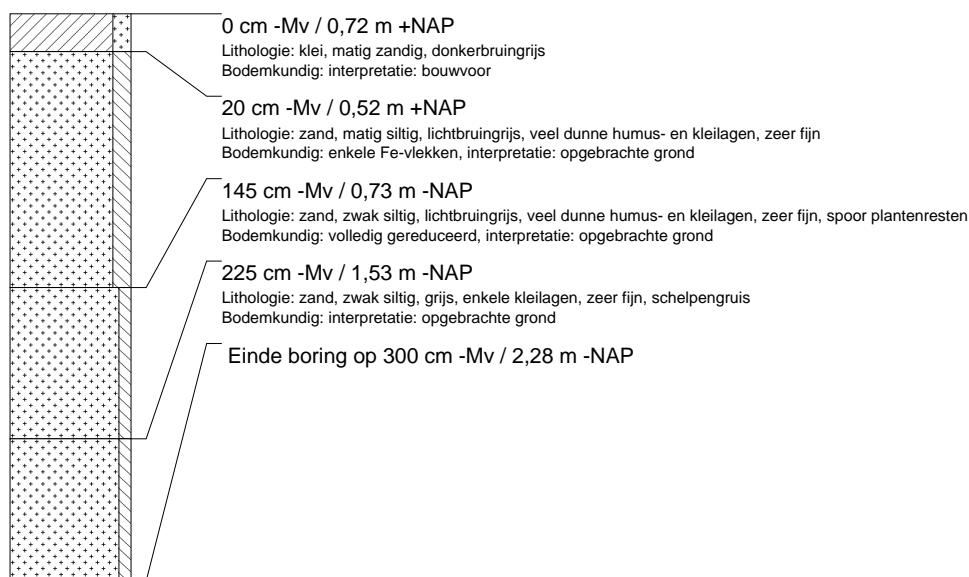 0 cm -Mv / 0,72 m +NAP
Lithologie: klei, matig zandig, donkerbruingrijs
Bodemkundig: interpretatie: bouwvoor
20 cm -Mv / 0,52 m +NAP
Lithologie: zand, matig siltig, lichtbruingrijs, veel dunne humus- en kleilagen, zeer fijn
Bodemkundig: enkele Fe-vlekken, interpretatie: opgebrachte grond
145 cm -Mv / 0,73 m -NAP
Lithologie: zand, zwak siltig, lichtbruingrijs, veel dunne humus- en kleilagen, zeer fijn, spoor plantenresten
Bodemkundig: volledig gereduceerd, interpretatie: opgebrachte grond
225 cm -Mv / 1,53 m -NAP
Lithologie: zand, zwak siltig, grijs, enkele kleilagen, zeer fijn, schelpengruis
Bodemkundig: interpretatie: opgebrachte grond
Einde boring op 300 cm -Mv / 2,28 m -NAP